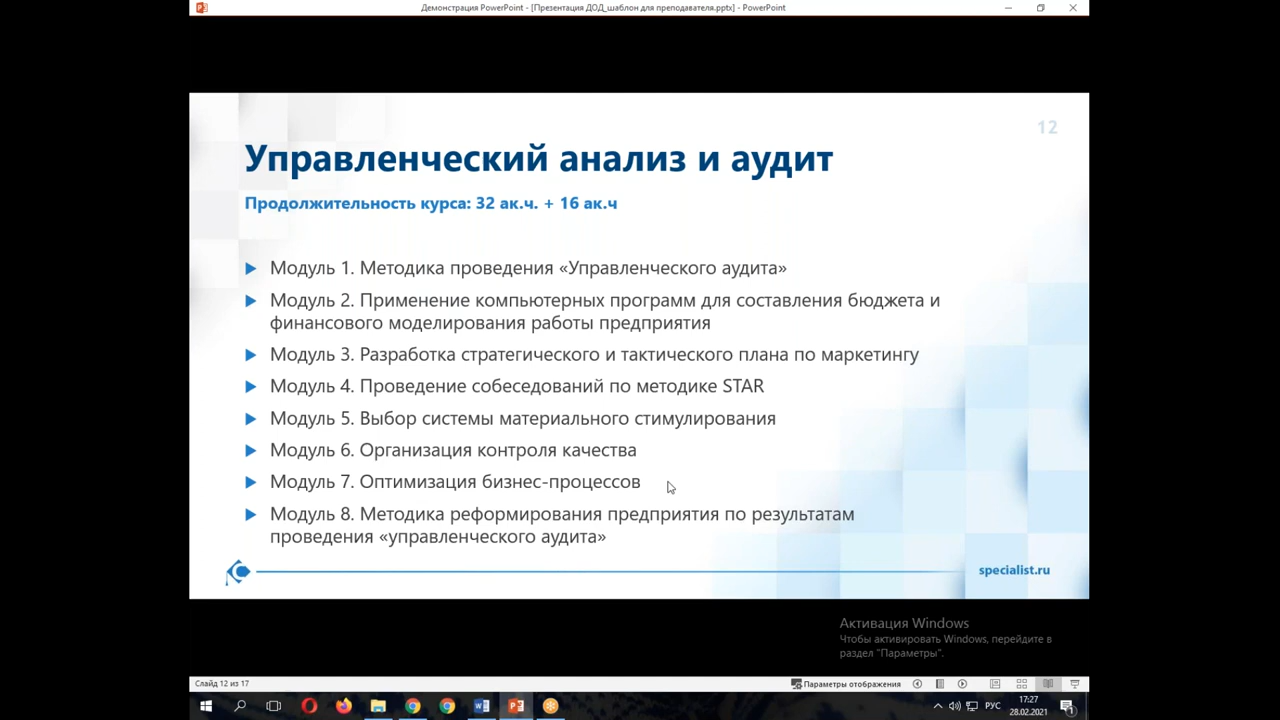 Демонстрация PowerPoint - [Презентация ДОД_шаблон для преподавателя.pptx] - PowerPoint
12
Управленческий анализ и аудит
Продолжительность курса: 32 ак.ч. + 16 ак.ч
Модуль 1. Методика проведения «Управленческого аудита»
Модуль 2. Применение компьютерных программ для составления бюджета и
финансового моделирования работы предприятия
Модуль 3. Разработка стратегического и тактического плана по маркетингу
Модуль 4. Проведение собеседований по методике STAR
Модуль 5. Выбор системы материального стимулирования
Модуль 6. Организация контроля качества
Модуль 7. Оптимизация бизнес-процессов
Модуль 8. Методика реформирования предприятия по результатам
проведения «управленческого аудита»
specialist.ru
Активация Windows
Чтобы активировать Windows, перейдите в
раздел "Параметры".
Слайд 12 из 17
Параметры отображения
17:27
РУС
28.02.2021
1